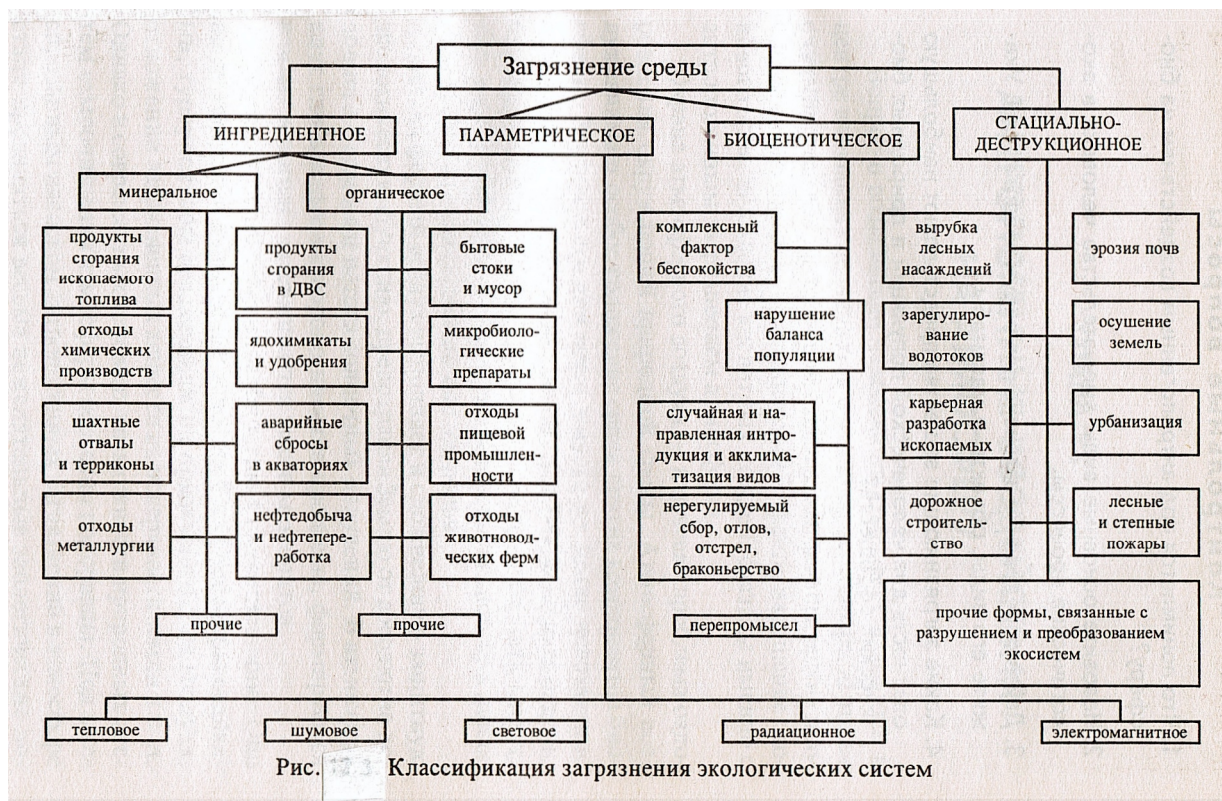 Загрязнение среды
ИНГРЕДИЕНТНОЕ
ПАРАМЕТРИЧЕСКОЕ
БИОЦЕНОТИЧЕСКОЕ
СТАЦИАЛЬНО-
ДЕСТРУКЦИОННОЕ
минеральное
органическое
продукты
сгорания
ископаемого
топлива
продукты
сгорания
в ДВС
бытовые
стоки
и мусор
отходы
химических
производств
ядохимикаты
и удобрения
микробиоло-
гические
препараты
шахтные
отвалы
и терриконы
аварийные
сбросы
в акваториях
отходы
пищевой
промышлен-
ности
отходы
металлургии
нефтедобыча
и нефтепере-
работка
отходы
животновод-
ческих ферм
прочие
прочие
комплексный
фактор
беспокойства
нарушение
баланса
популяции
случайная и на-
правленная интро-
дукция и акклима-
тизация видов
нерегулируемый
сбор, отлов,
отстрел,
браконьерство
перепромысел
вырубка
лесных
насаждений
эрозия почв
зарегулиро-
вание
водотоков
осушение
земель
карьерная
разработка
ископаемых
урбанизация
дорожное
строитель-
ство
лесные
и степные
пожары
прочие формы, связанные с
разрушением и преобразованием
экосистем
тепловое
шумовое
световое
радиационное
электромагнитное
Рис. Классификация загрязнения экологических систем